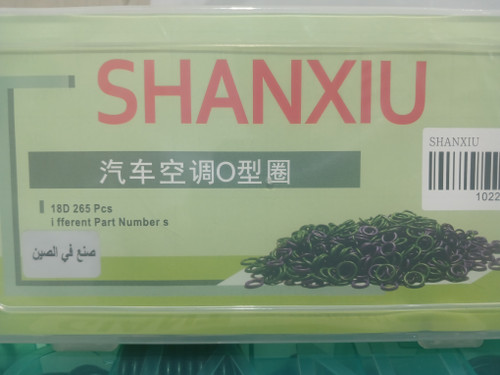 SHANXIU
汽车空调O型圈
SHANXIU
1022
18D 265 Pcs
i fferent Part Number s
صنع في الصين